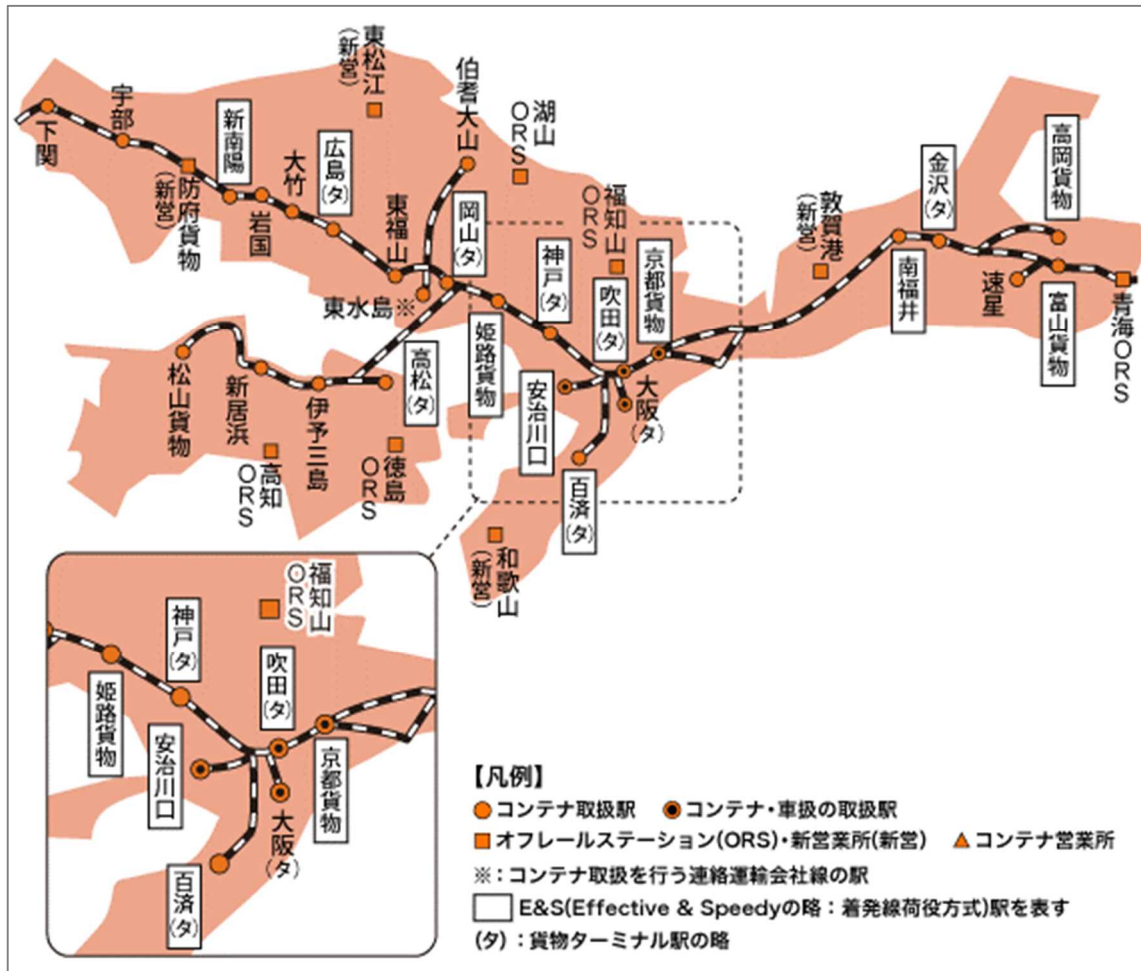 東松江
(新営)
伯耆大山
湖山
ORS
下関
宇部
防府貨物
(新営)
新南陽
岩国
大竹
広島(タ)
東福山
東水島※
岡山(タ)
姫路貨物
神戸(タ)
福知山
ORS
吹田(タ)
京都貨物
安治川口
大阪(タ)
百済(タ)
和歌山
(新営)
敦賀港
(新営)
南福井
金沢(タ)
高岡貨物
速星
富山貨物
青海ORS
松山貨物
新居浜
伊予三島
高松(タ)
高知
ORS
徳島
ORS
福知山
ORS
神戸(タ)
姫路貨物
吹田(タ)
安治川口
京都貨物
大阪(タ)
百済(タ)
【凡例】
コンテナ取扱駅 コンテナ・車扱の取扱駅
オフレールステーション(ORS)・新営業所(新営) コンテナ営業所
※：コンテナ取扱を行う連絡運輸会社線の駅
E&S(Effective & Speedyの略：着発線荷役方式)駅を表す
(タ)：貨物ターミナル駅の略